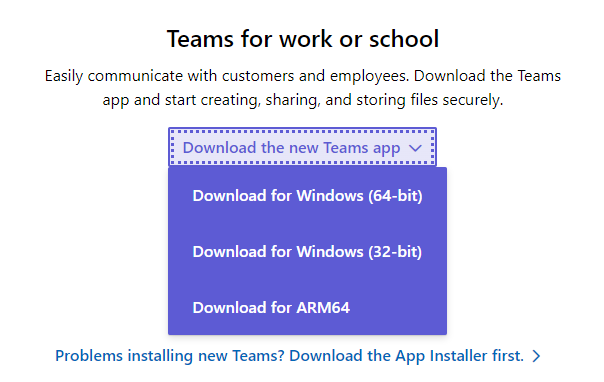 Teams for work or school
Easily communicate with customers and employees. Download the Teams
app and start creating, sharing, and storing files securely.
Download the new Teams app
Download for Windows (64-bit)
Download for Windows (32-bit)
Download for ARM64
Problems installing new Teams? Download the App Installer first.